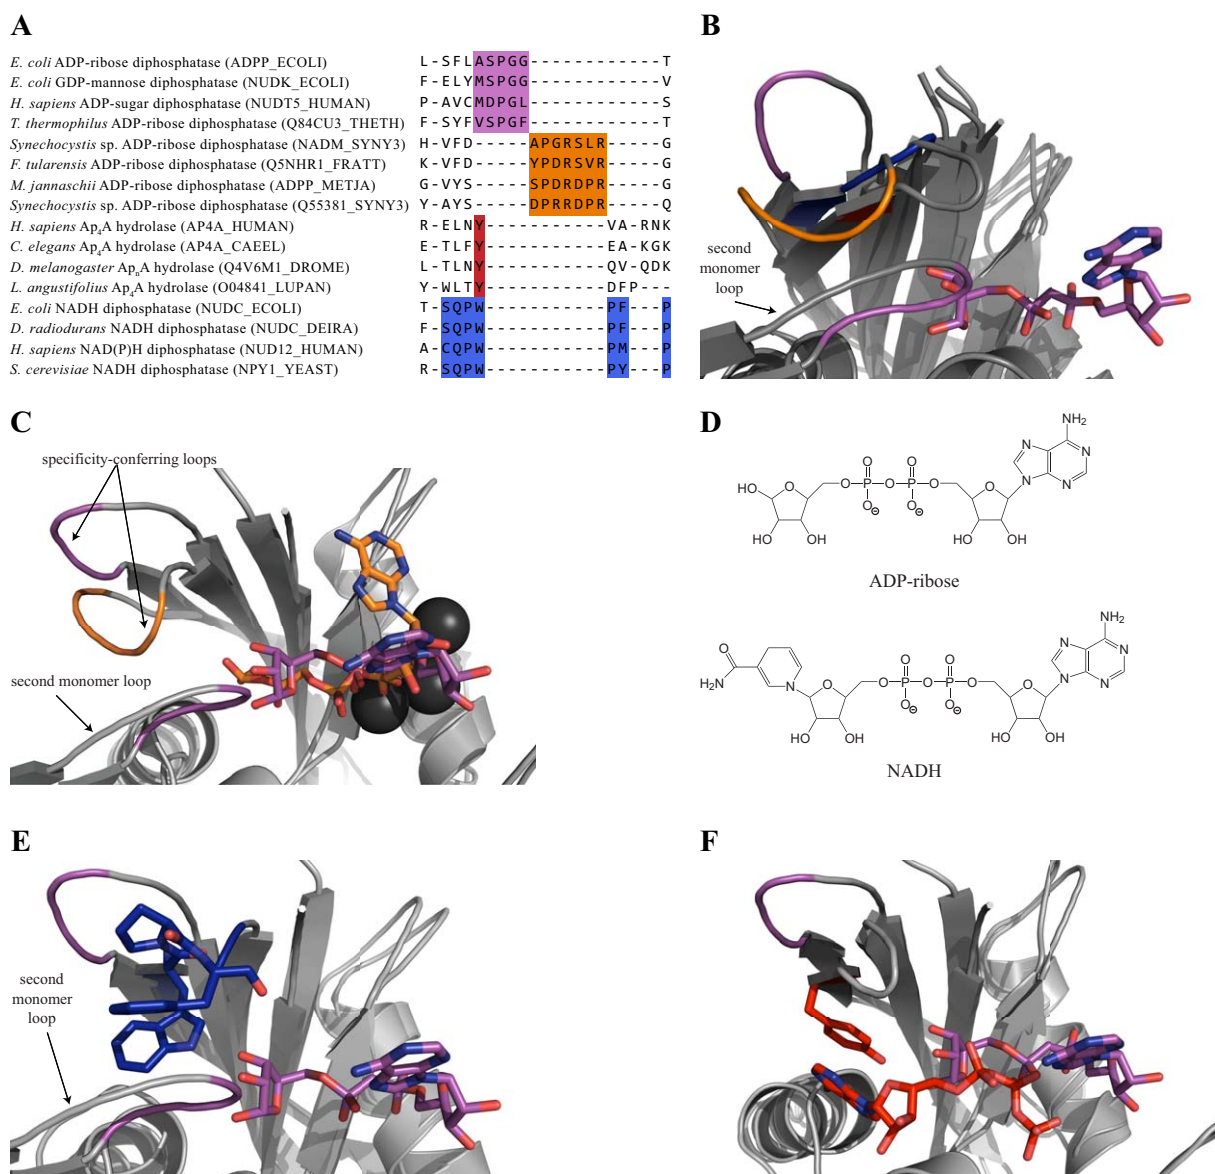 A
E. coli ADP-ribose diphosphatase (ADPP_ECOLI) L-SFLASPGG------------T
E. coli GDP-mannose diphosphatase (NUDK_ECOLI) F-ELYMSPGG------------V
H. sapiens ADP-sugar diphosphatase (NUDT5_HUMAN) P-AVCMDPGL------------S
T. thermophilus ADP-ribose diphosphatase (Q84CU3_THETH) F-SYFVSPGF------------T
Synechocystis sp. ADP-ribose diphosphatase (NADM_SYNY3) H-VFD-----APGRSLR-----G
F. tularensis ADP-ribose diphosphatase (Q5NHR1_FRATT) K-VFD-----YPDRSVR-----G
M. jannaschii ADP-ribose diphosphatase (ADPP_METJA) G-VYS-----SPDRDPR-----G
Synechocystis sp. ADP-ribose diphosphatase (Q55381_SYNY3) Y-AYS-----DPRRDPR-----Q
H. sapiens Ap4A hydrolase (AP4A_HUMAN) R-ELNY-----------VA-RNK
C. elegans Ap4A hydrolase (AP4A_CAEEL) E-TLFY-----------EA-KGK
D. melanogaster ApnA hydrolase (Q4V6M1_DROME) L-TLNY-----------QV-QDK
L. angustifolius Ap4A hydrolase (O04841_LUPAN) Y-WLTY-----------DFP---
E. coli NADH diphosphatase (NUDC_ECOLI) T-SQPW-----------PF---P
D. radiodurans NADH diphosphatase (NUDC_DEIRA) F-SQPW-----------PF---P
H. sapiens NAD(P)H diphosphatase (NUD12_HUMAN) A-CQPW-----------PM---P
S. cerevisiae NADH diphosphatase (NPY1_YEAST) R-SQPW-----------PY---P
B
second
monomer
loop
C
specificity-conferring loops
second monomer loop
D
NH2
N
N
N
N
O
O
HO
O
O
P
O
P
O
O
O⊖
O⊖
HO
OH
HO
OH
ADP-ribose
NH2
O
H2N
N
N
N
N
N
O
O
O
O
P
O
P
O
O
O⊖
O⊖
HO
OH
HO
OH
NADH
E
second
monomer
loop
F